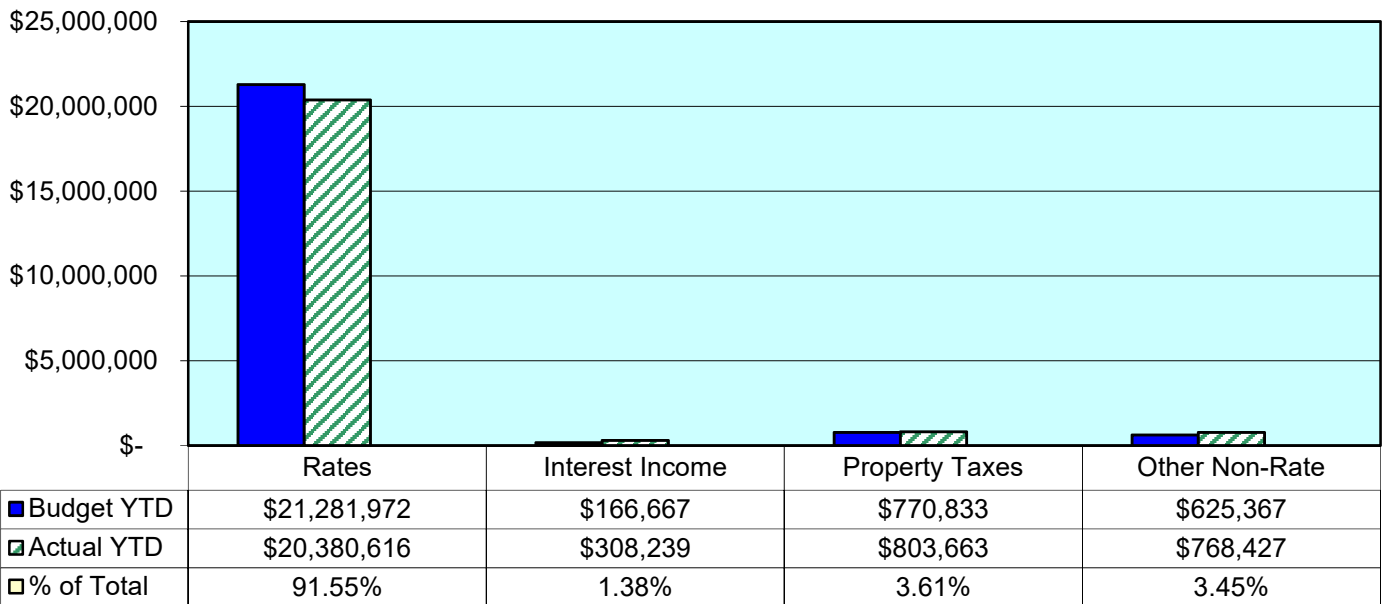 $25,000,000
$20,000,000
$15,000,000
$10,000,000
$5,000,000
$-
Rates Interest Income Property Taxes Other Non-Rate
Budget YTD $21,281,972 $166,667 $770,833 $625,367
Actual YTD $20,380,616 $308,239 $803,663 $768,427
% of Total 91.55% 1.38% 3.61% 3.45%